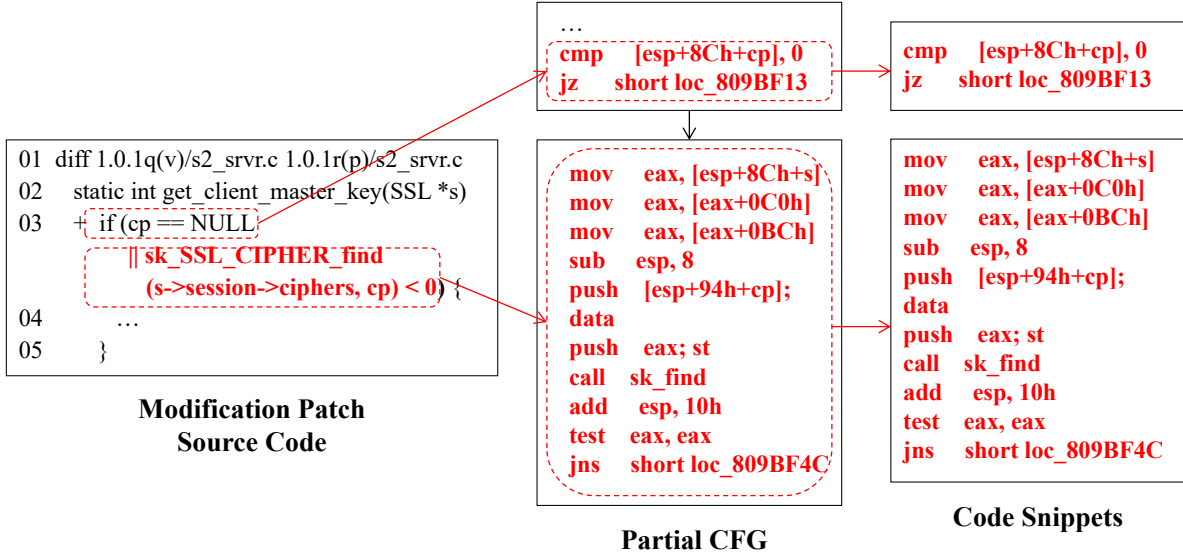 01 diff 1.0.1q(v)/s2_srvr.c 1.0.1r(p)/s2_srvr.c
02 static int get_client_master_key(SSL *s)
03 + if (cp == NULL
|| sk_SSL_CIPHER_find
(s->session->ciphers, cp) < 0) {
04 …
05 }
Modification Patch
Source Code
…
cmp [esp+8Ch+cp], 0
jz short loc_809BF13
mov eax, [esp+8Ch+s]
mov eax, [eax+0C0h]
mov eax, [eax+0BCh]
sub esp, 8
push [esp+94h+cp];
data
push eax; st
call sk_find
add esp, 10h
test eax, eax
jns short loc_809BF4C
Partial CFG
cmp [esp+8Ch+cp], 0
jz short loc_809BF13
mov eax, [esp+8Ch+s]
mov eax, [eax+0C0h]
mov eax, [eax+0BCh]
sub esp, 8
push [esp+94h+cp];
data
push eax; st
call sk_find
add esp, 10h
test eax, eax
jns short loc_809BF4C
Code Snippets